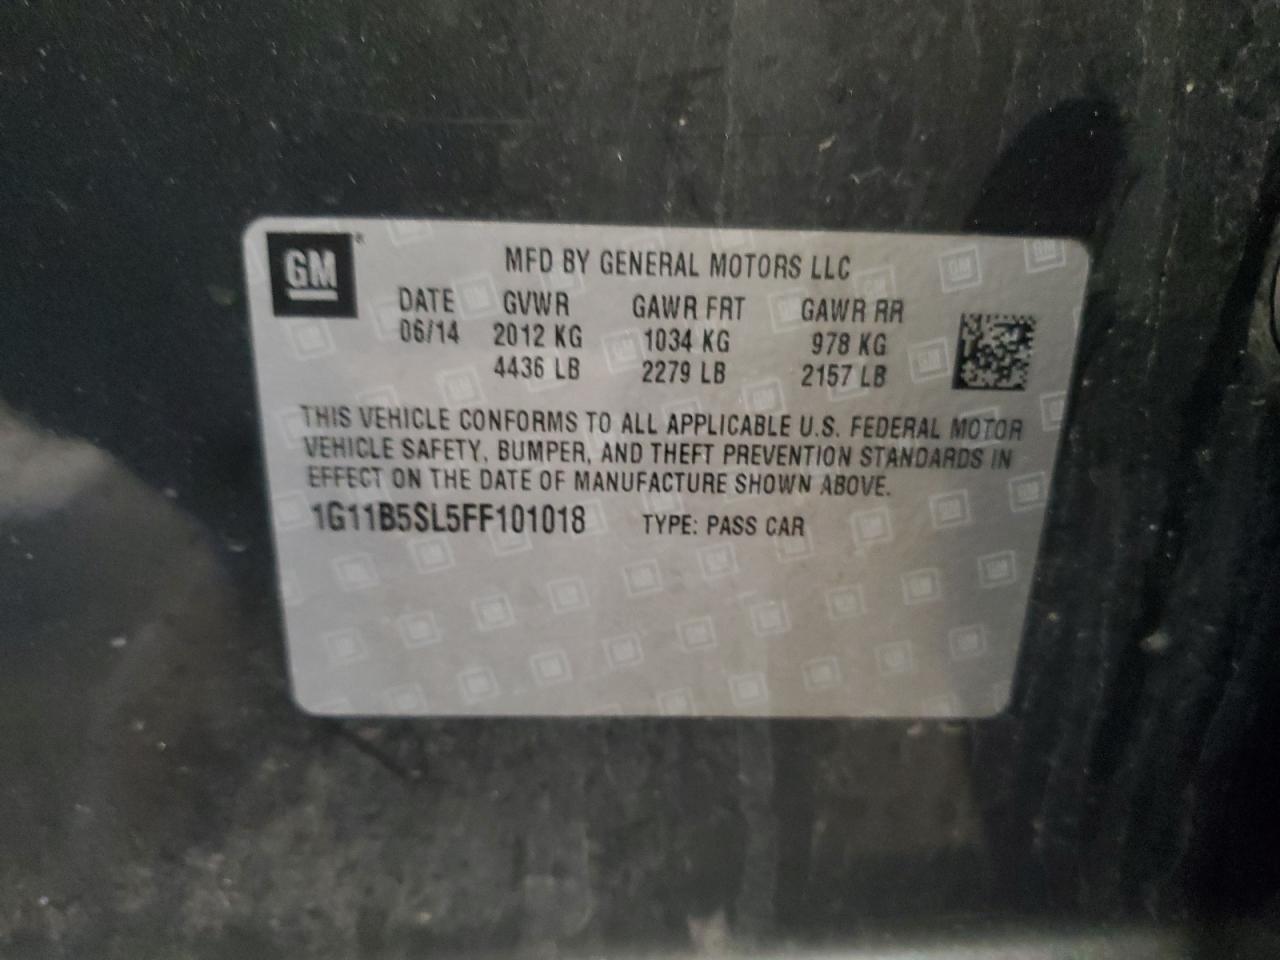 GM
MFD BY GENERAL MOTORS LLC
DATE GVWR GAWR FRT GAWR RR
06/14 2012 KG 1034 KG 978 KG
4436 LB 2279 LB 2157 LB
THIS VEHICLE CONFORMS TO ALL APPLICABLE U.S. FEDERAL MOTOR
VEHICLE SAFETY, BUMPER, AND THEFT PREVENTION STANDARDS IN
EFFECT ON THE DATE OF MANUFACTURE SHOWN ABOVE.
1G11B5SL5FF101018 TYPE: PASS CAR